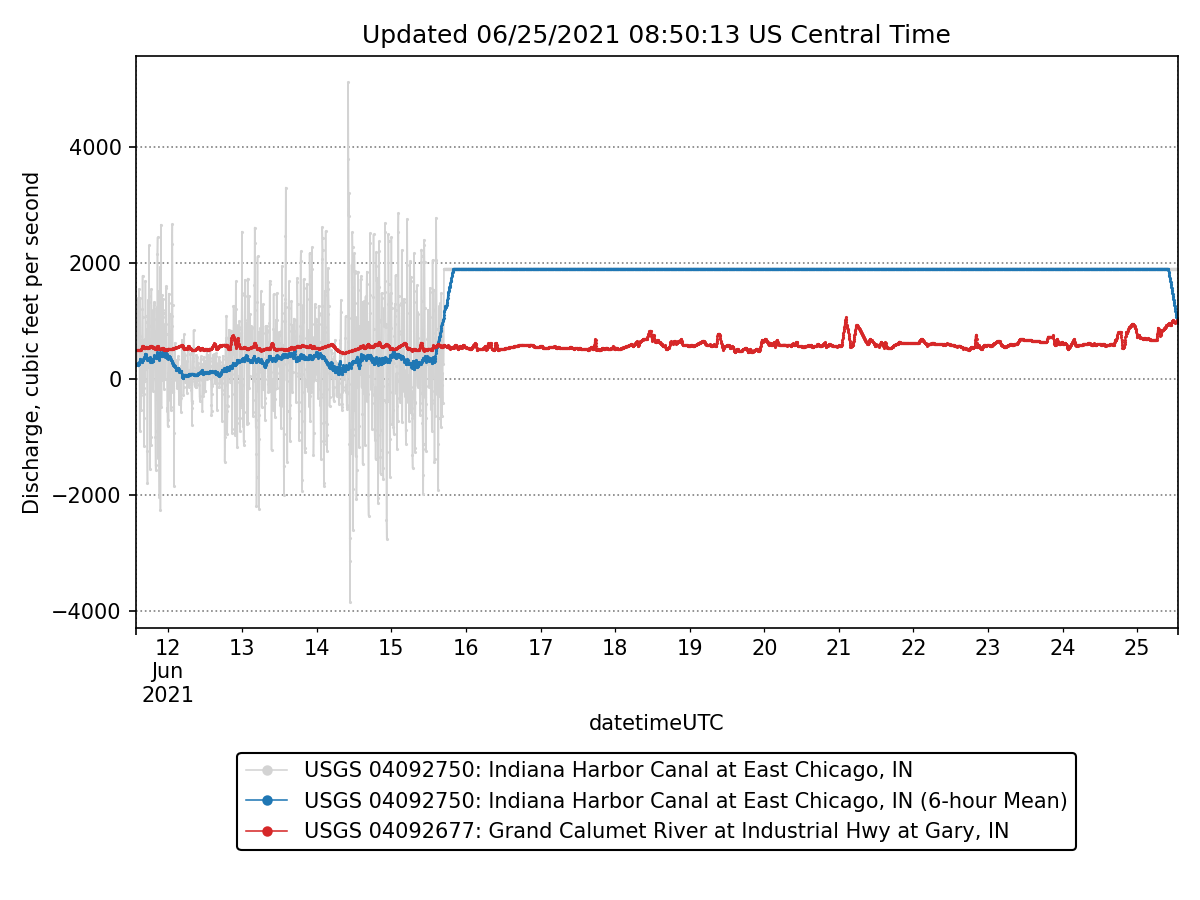 Updated 06/25/2021 08:50:13 US Central Time
Discharge, cubic feet per second
4000
2000
0
−2000
−4000
12 13 14 15 16 17 18 19 20 21 22 23 24 25
Jun
2021
datetimeUTC
USGS 04092750: Indiana Harbor Canal at East Chicago, IN
USGS 04092750: Indiana Harbor Canal at East Chicago, IN (6-hour Mean)
USGS 04092677: Grand Calumet River at Industrial Hwy at Gary, IN